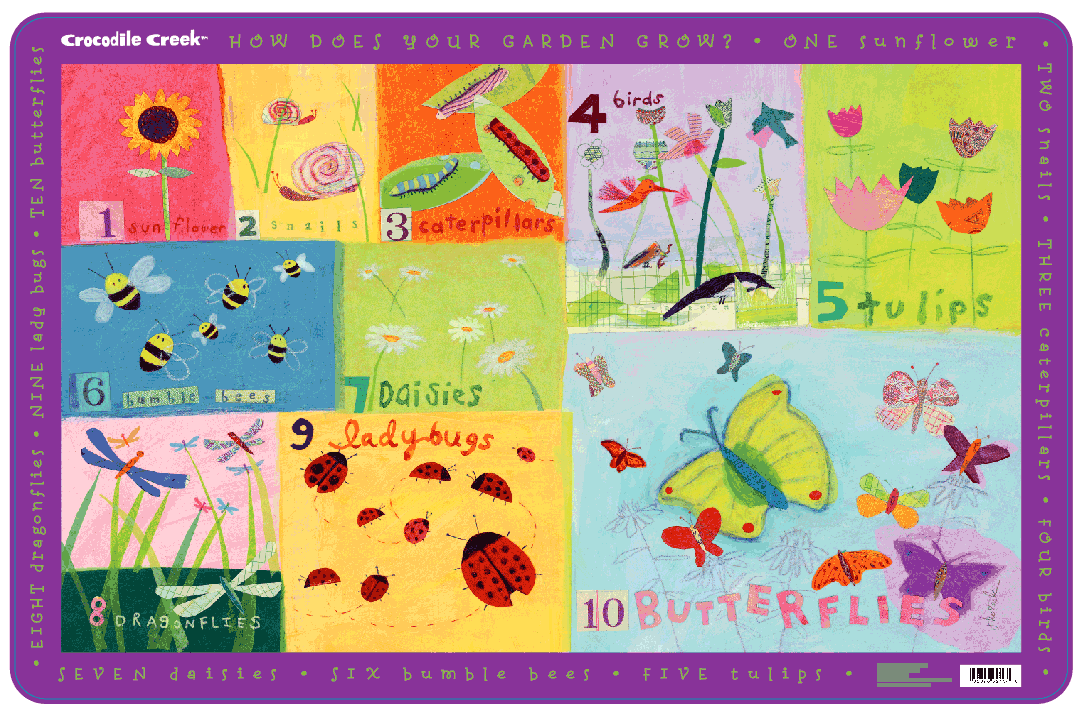 Crocodile Creek™
HOW DOES YOUR GARDEN GROW? • ONE sunflower •
TWO snails • THREE caterpillars • FOUR birds •
FIVE tulips •
SIX bumble bees •
SEVEN daisies •
EIGHT dragonflies • NINE lady bugs • TEN butterflies
1 sunflower
2 snails
3 caterpillars
4 birds
5 tulips
6 bumble bees
7 Daisies
8 DRAGONFLIES
9 ladybugs
10 BUTTERFLIES